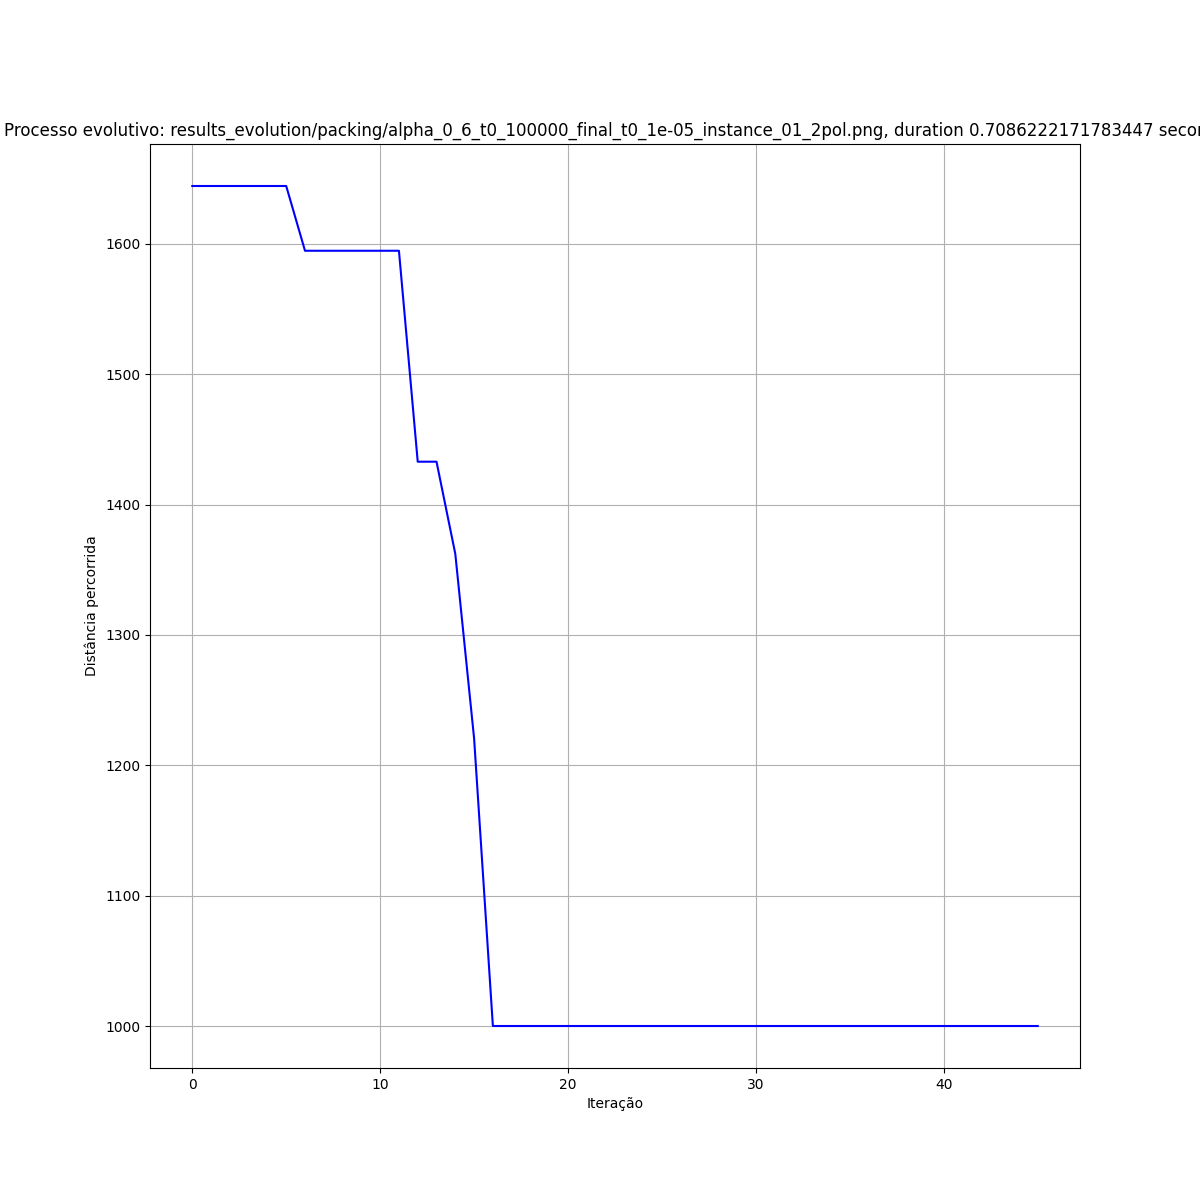 Processo evolutivo: results_evolution/packing/alpha_0_6_t0_100000_final_t0_1e-05_instance_01_2pol.png, duration 0.7086222171783447 secon
1600
1500
1400
1300
1200
1100
1000
Distância percorrida
0 10 20 30 40
Iteração